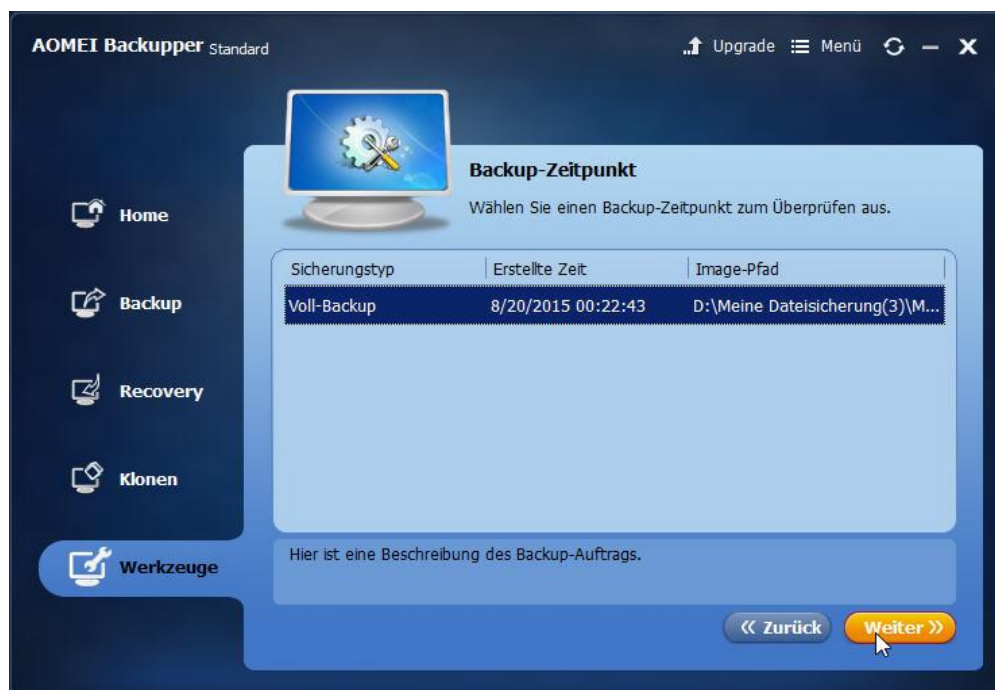 AOMEI Backupper Standard
Upgrade
Menü
Home
Backup
Recovery
Klonen
Werkzeuge
Backup-Zeitpunkt
Wählen Sie einen Backup-Zeitpunkt zum Überprüfen aus.
Sicherungstyp Erstellte Zeit Image-Pfad
Voll-Backup 8/20/2015 00:22:43 D:\Meine Dateisicherung(3)\M...
Hier ist eine Beschreibung des Backup-Auftrags.
Zurück
Weiter